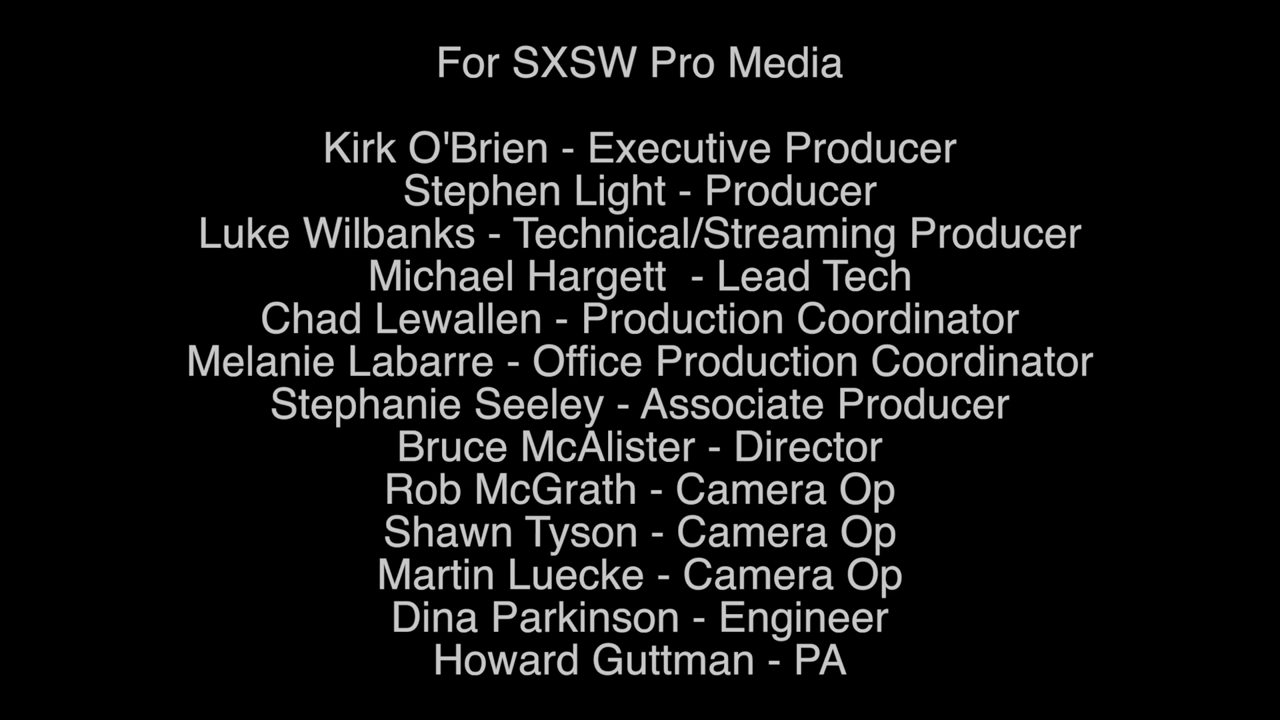 For SXSW Pro Media
Kirk O'Brien - Executive Producer
Stephen Light - Producer
Luke Wilbanks - Technical/Streaming Producer
Michael Hargett  - Lead Tech
Chad Lewallen - Production Coordinator
Melanie Labarre - Office Production Coordinator
Stephanie Seeley - Associate Producer
Bruce McAlister - Director
Rob McGrath - Camera Op
Shawn Tyson - Camera Op
Martin Luecke - Camera Op
Dina Parkinson - Engineer
Howard Guttman - PA